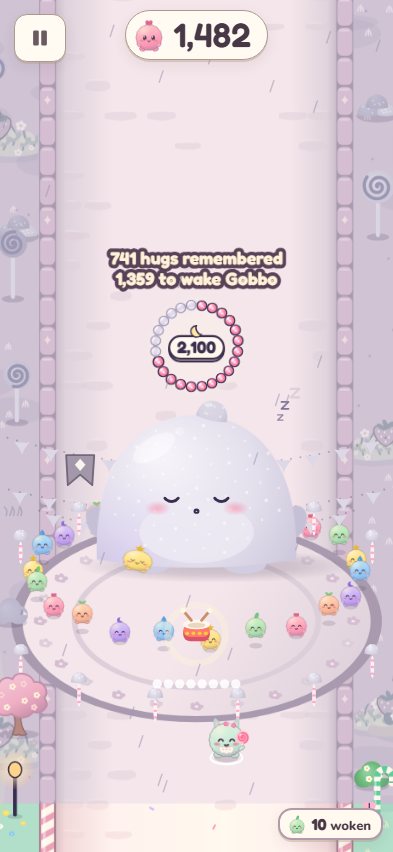 1,482
741 hugs remembered
1,359 to wake Gobbo
2,100
z
Z
z
10 woken